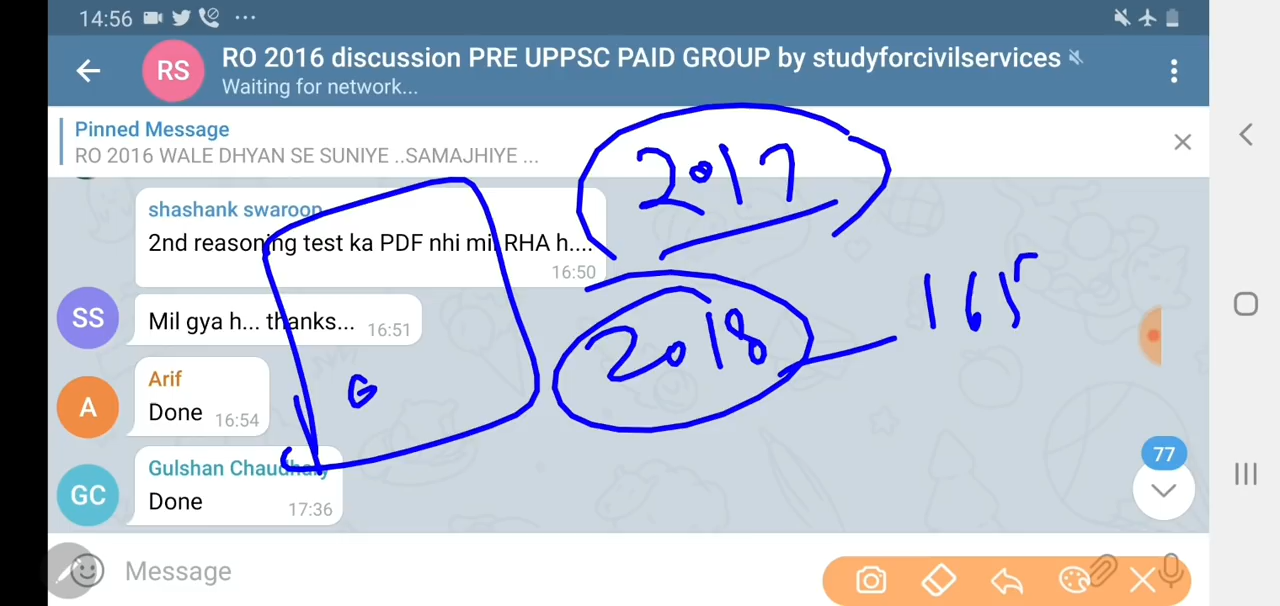 14:56
RS
RO 2016 discussion PRE UPPSC PAID GROUP by studyforcivilservices
Waiting for network...
Pinned Message
RO 2016 WALE DHYAN SE SUNIYE ..SAMAJHIYE ...
2017
shashank swaroop
2nd reasoning test ka PDF nhi mil RHA h....
16:50
2018
165
SS
Mil gya h... thanks...
16:51
G
A
Arif
Done
16:54
GC
Gulshan Chaudhary
Done
17:36
77
Message